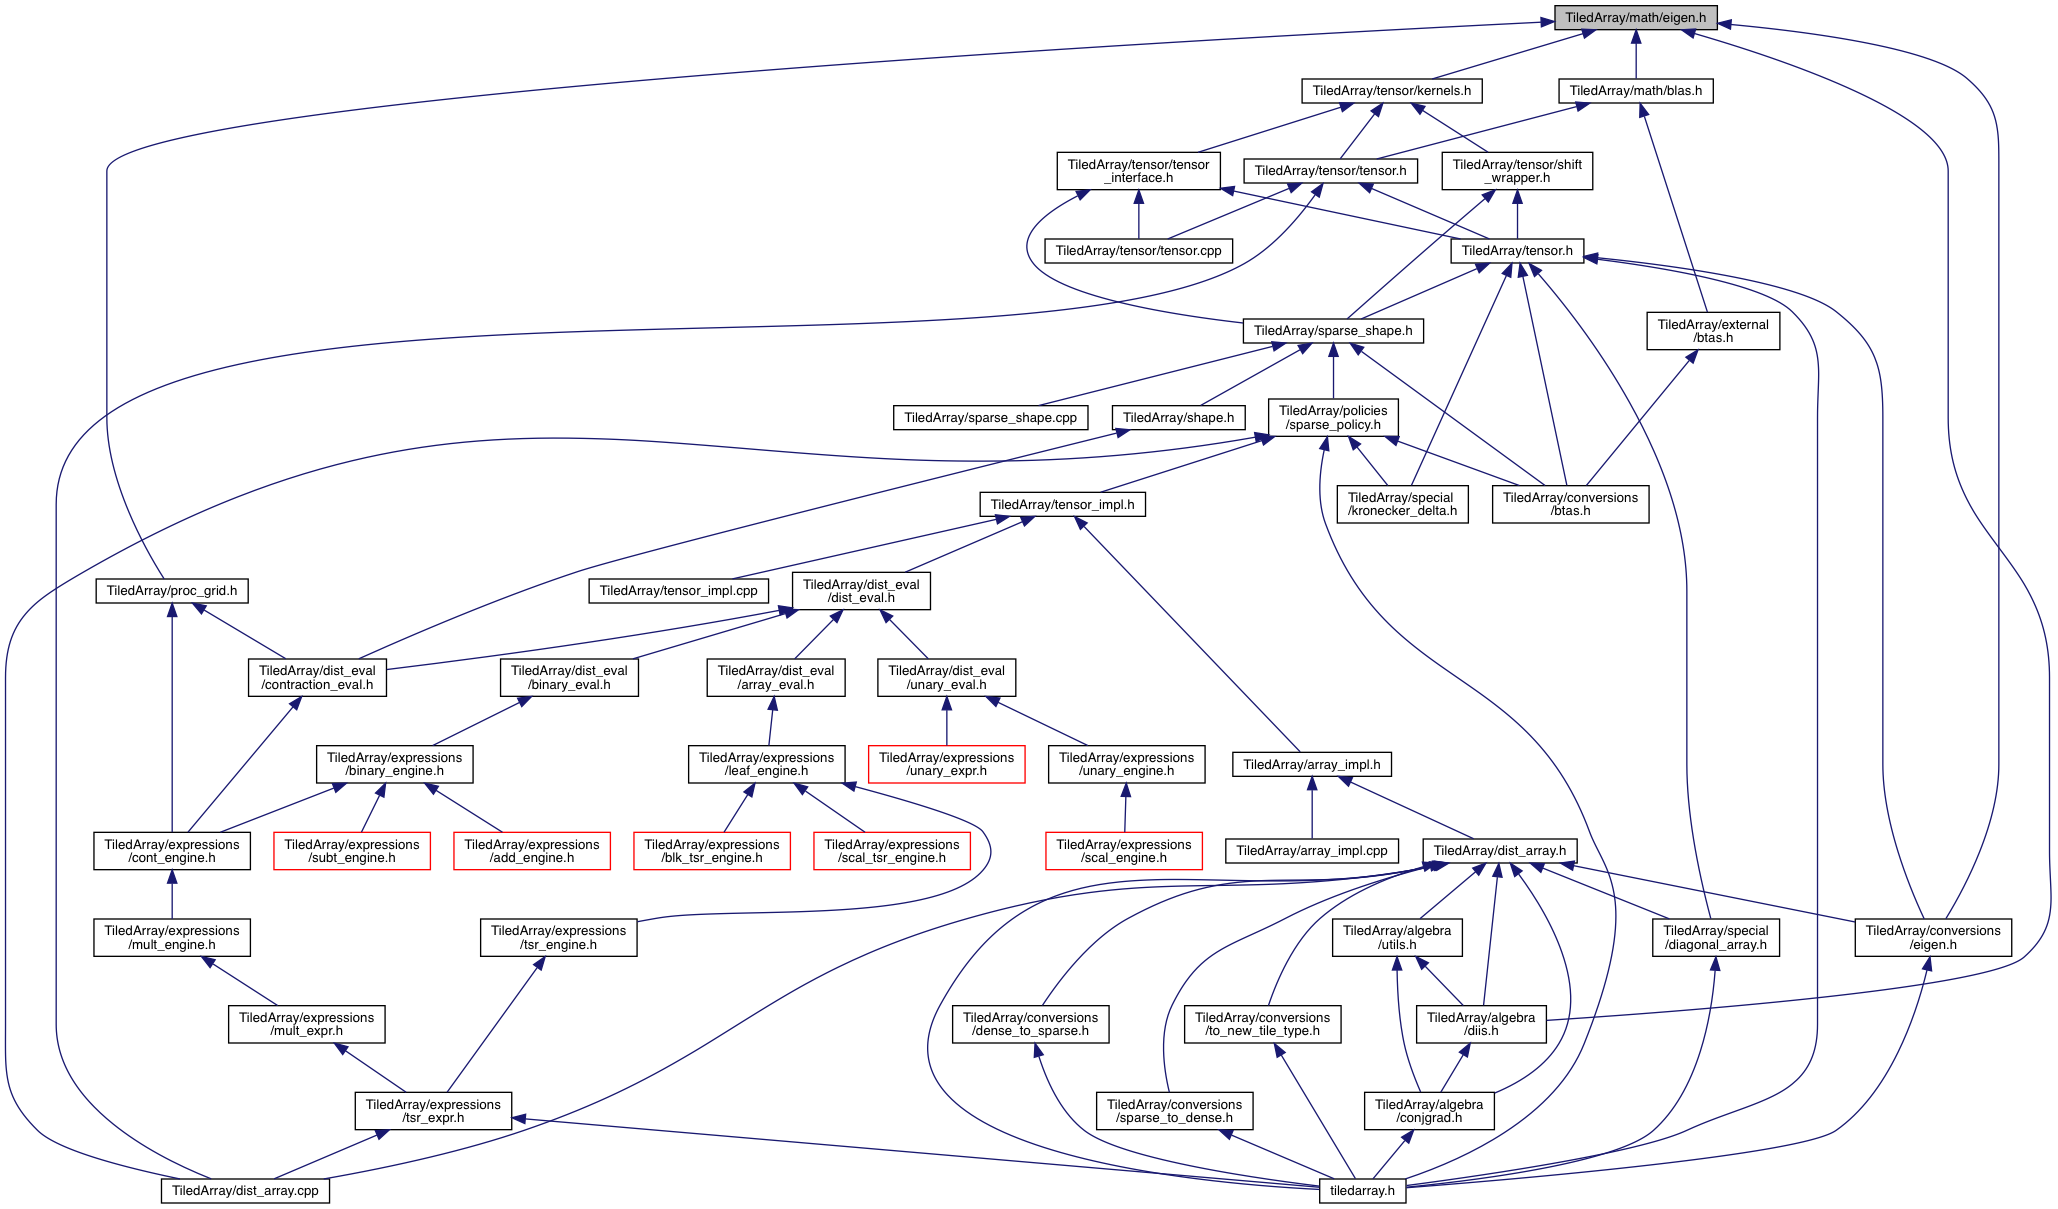 TiledArray/math/eigen.h
TiledArray/tensor/kernels.h
TiledArray/math/blas.h
TiledArray/tensor/tensor
_interface.h
TiledArray/tensor/tensor.h
TiledArray/tensor/shift
_wrapper.h
TiledArray/tensor/tensor.cpp
TiledArray/tensor.h
TiledArray/sparse_shape.h
TiledArray/external
/btas.h
TiledArray/sparse_shape.cpp
TiledArray/shape.h
TiledArray/policies
/sparse_policy.h
TiledArray/tensor_impl.h
TiledArray/special
/kronecker_delta.h
TiledArray/conversions
/btas.h
TiledArray/proc_grid.h
TiledArray/tensor_impl.cpp
TiledArray/dist_eval
/dist_eval.h
TiledArray/dist_eval
/contraction_eval.h
TiledArray/dist_eval
/binary_eval.h
TiledArray/dist_eval
/array_eval.h
TiledArray/dist_eval
/unary_eval.h
TiledArray/expressions
/binary_engine.h
TiledArray/expressions
/leaf_engine.h
TiledArray/expressions
/unary_expr.h
TiledArray/expressions
/unary_engine.h
TiledArray/array_impl.h
TiledArray/expressions
/cont_engine.h
TiledArray/expressions
/subt_engine.h
TiledArray/expressions
/add_engine.h
TiledArray/expressions
/blk_tsr_engine.h
TiledArray/expressions
/scal_tsr_engine.h
TiledArray/expressions
/scal_engine.h
TiledArray/array_impl.cpp
TiledArray/dist_array.h
TiledArray/expressions
/mult_engine.h
TiledArray/expressions
/tsr_engine.h
TiledArray/algebra
/utils.h
TiledArray/special
/diagonal_array.h
TiledArray/conversions
/eigen.h
TiledArray/expressions
/mult_expr.h
TiledArray/conversions
/dense_to_sparse.h
TiledArray/conversions
/to_new_tile_type.h
TiledArray/algebra
/diis.h
TiledArray/expressions
/tsr_expr.h
TiledArray/conversions
/sparse_to_dense.h
TiledArray/algebra
/conjgrad.h
TiledArray/dist_array.cpp
tiledarray.h